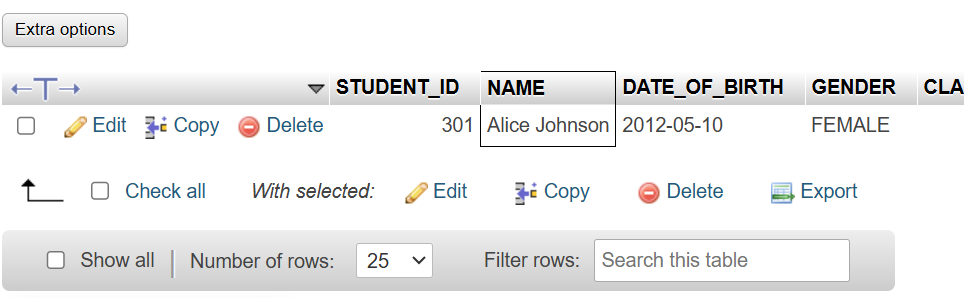 Extra options
STUDENT_ID NAME DATE_OF_BIRTH GENDER CLA
Edit Copy Delete 301 Alice Johnson 2012-05-10 FEMALE
Check all With selected: Edit Copy Delete Export
Show all Number of rows: 25 Filter rows: Search this table